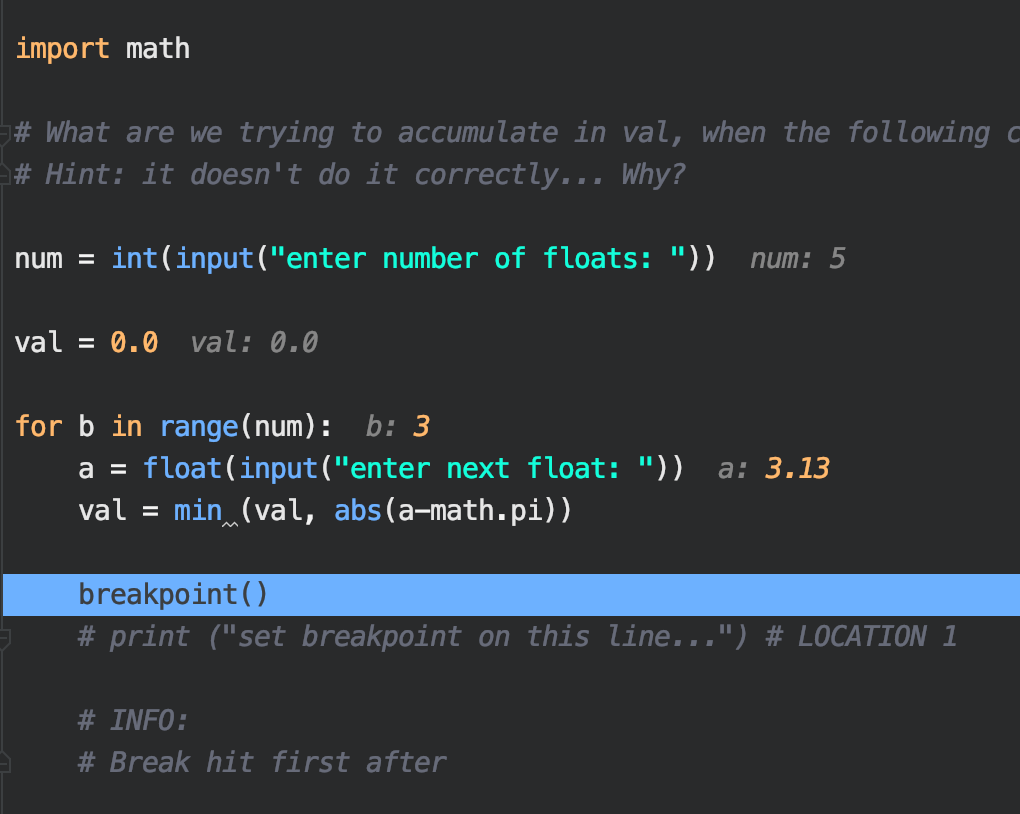 import math
# What are we trying to accumulate in val, when the following
# Hint: it doesn't do it correctly... Why?
num = int(input("enter number of floats: "))  num: 5
val = 0.0  val: 0.0
for b in range(num):  b: 3
    a = float(input("enter next float: "))  a: 3.13
    val = min (val, abs(a-math.pi))
    breakpoint()
    # print ("set breakpoint on this line...") # LOCATION 1
    # INFO:
    # Break hit first after